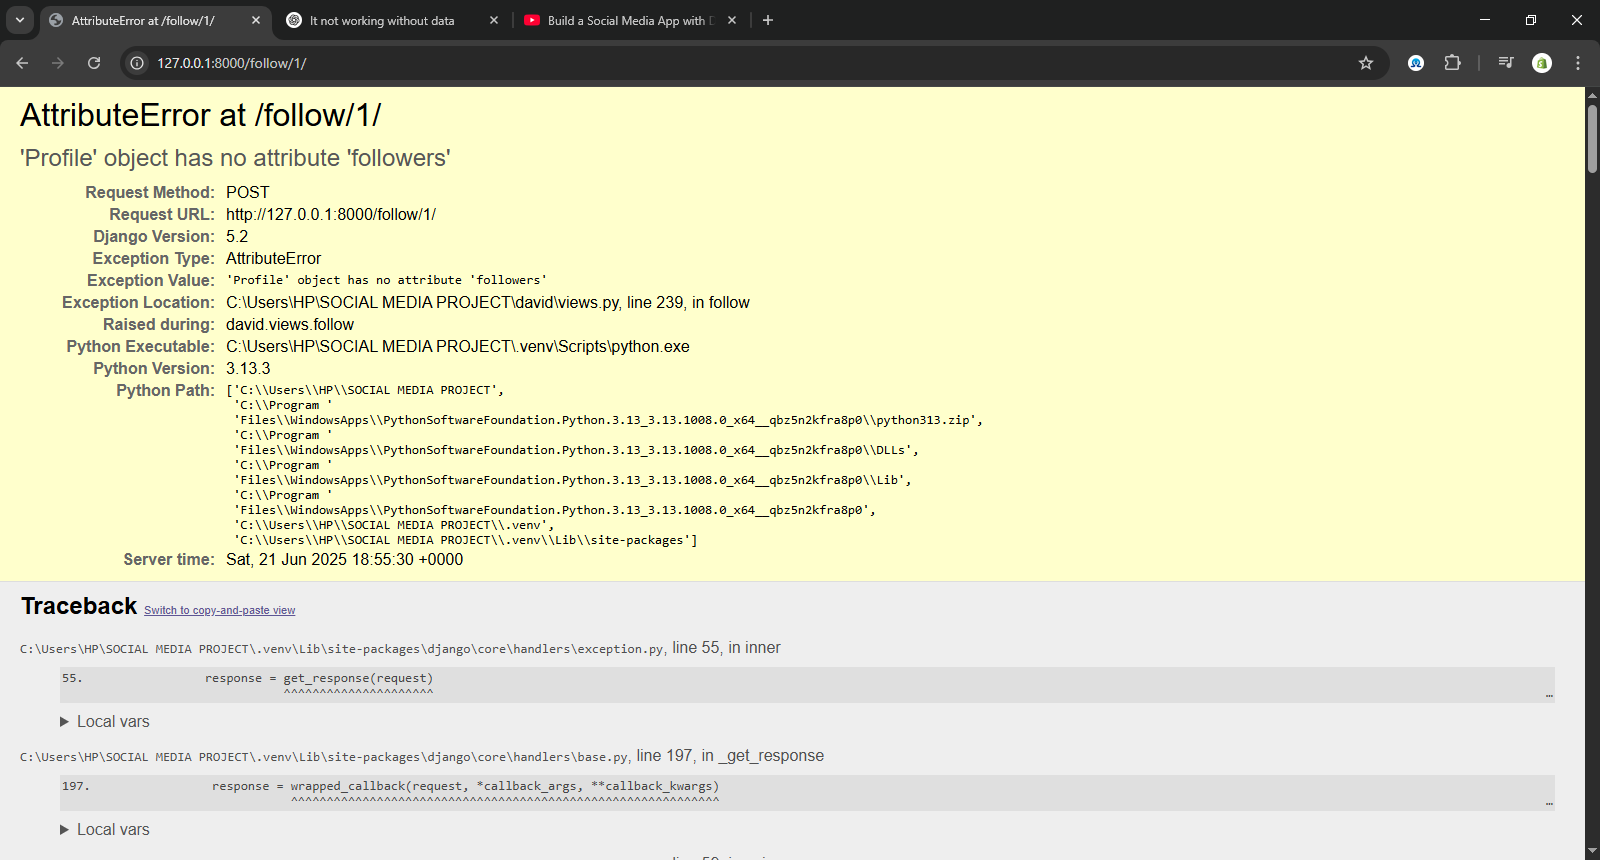 AttributeError at /follow/1/
It not working without data
Build a Social Media App with D
127.0.0.1:8000/follow/1/
AttributeError at /follow/1/
'Profile' object has no attribute 'followers'
Request Method: POST
Request URL: http://127.0.0.1:8000/follow/1/
Django Version: 5.2
Exception Type: AttributeError
Exception Value: 'Profile' object has no attribute 'followers'
Exception Location: C:\Users\HP\SOCIAL MEDIA PROJECT\david\views.py, line 239, in follow
Raised during: david.views.follow
Python Executable: C:\Users\HP\SOCIAL MEDIA PROJECT\.venv\Scripts\python.exe
Python Version: 3.13.3
Python Path: ['C:\\Users\\HP\\SOCIAL MEDIA PROJECT',
'C:\\Program '
'Files\\WindowsApps\\PythonSoftwareFoundation.Python.3.13_3.13.1008.0_x64__qbz5n2kfra8p0\\python313.zip',
'C:\\Program '
'Files\\WindowsApps\\PythonSoftwareFoundation.Python.3.13_3.13.1008.0_x64__qbz5n2kfra8p0\\DLLs',
'C:\\Program '
'Files\\WindowsApps\\PythonSoftwareFoundation.Python.3.13_3.13.1008.0_x64__qbz5n2kfra8p0\\Lib',
'C:\\Program '
'Files\\WindowsApps\\PythonSoftwareFoundation.Python.3.13_3.13.1008.0_x64__qbz5n2kfra8p0',
'C:\\Users\\HP\\SOCIAL MEDIA PROJECT\\.venv',
'C:\\Users\\HP\\SOCIAL MEDIA PROJECT\\.venv\\Lib\\site-packages']
Server time: Sat, 21 Jun 2025 18:55:30 +0000
Traceback Switch to copy-and-paste view
C:\Users\HP\SOCIAL MEDIA PROJECT\.venv\Lib\site-packages\django\core\handlers\exception.py, line 55, in inner
55. response = get_response(request)
^^^^^^^^^^^^^^^^^^^^^ …
Local vars
C:\Users\HP\SOCIAL MEDIA PROJECT\.venv\Lib\site-packages\django\core\handlers\base.py, line 197, in _get_response
197. response = wrapped_callback(request, *callback_args, **callback_kwargs)
^^^^^^^^^^^^^^^^^^^^^^^^^^^^^^^^^^^^^^^^^^^^^^^^^^^^^^^^^^^^ …
Local vars